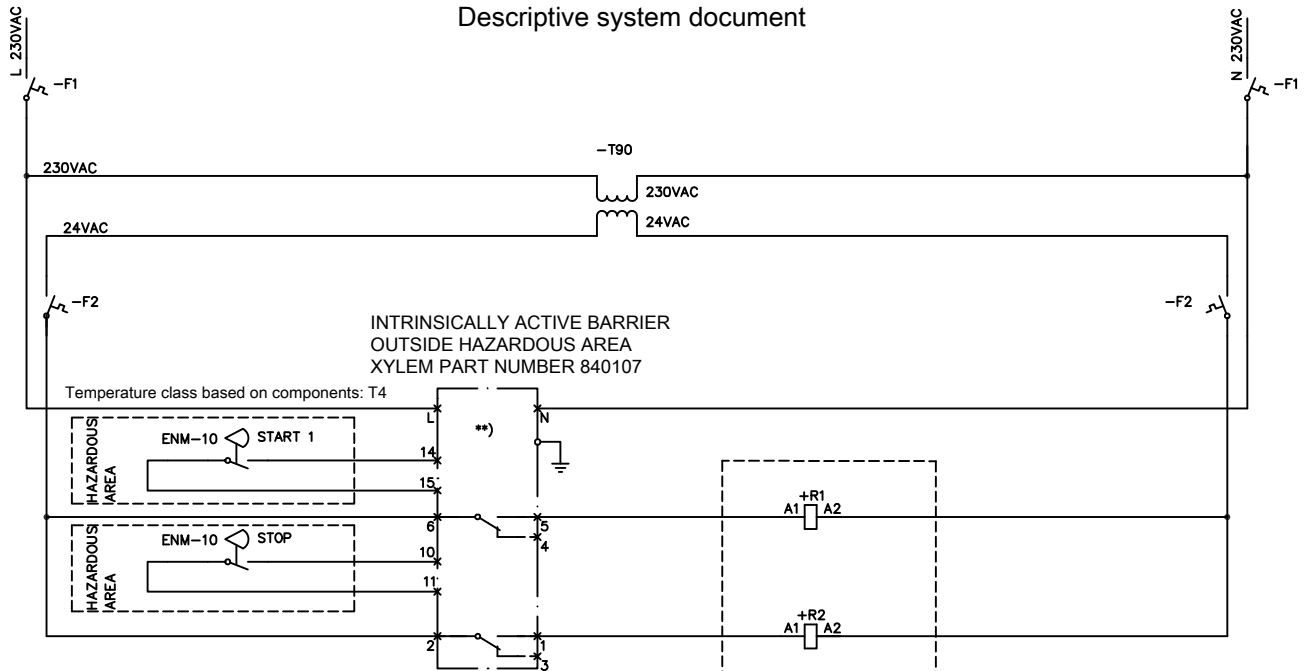 Descriptive system document
L 230VAC
N 230VAC
-F1
-F1
-T90
230VAC
230VAC
24VAC
24VAC
-F2
-F2
INTRINSICALLY ACTIVE BARRIER
OUTSIDE HAZARDOUS AREA
XYLEM PART NUMBER 840107
Temperature class based on components: T4
L
N
**)
HAZARDOUS
AREA
ENM-10 START 1
14
15
6
5
4
+R1
A1 A2
HAZARDOUS
AREA
ENM-10 STOP
10
11
2
1
3
+R2
A1 A2